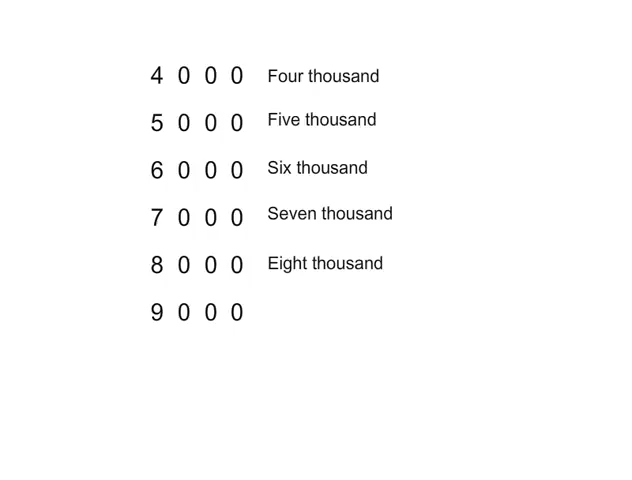 4 0 0 0 Four thousand
5 0 0 0 Five thousand
6 0 0 0 Six thousand
7 0 0 0 Seven thousand
8 0 0 0 Eight thousand
9 0 0 0